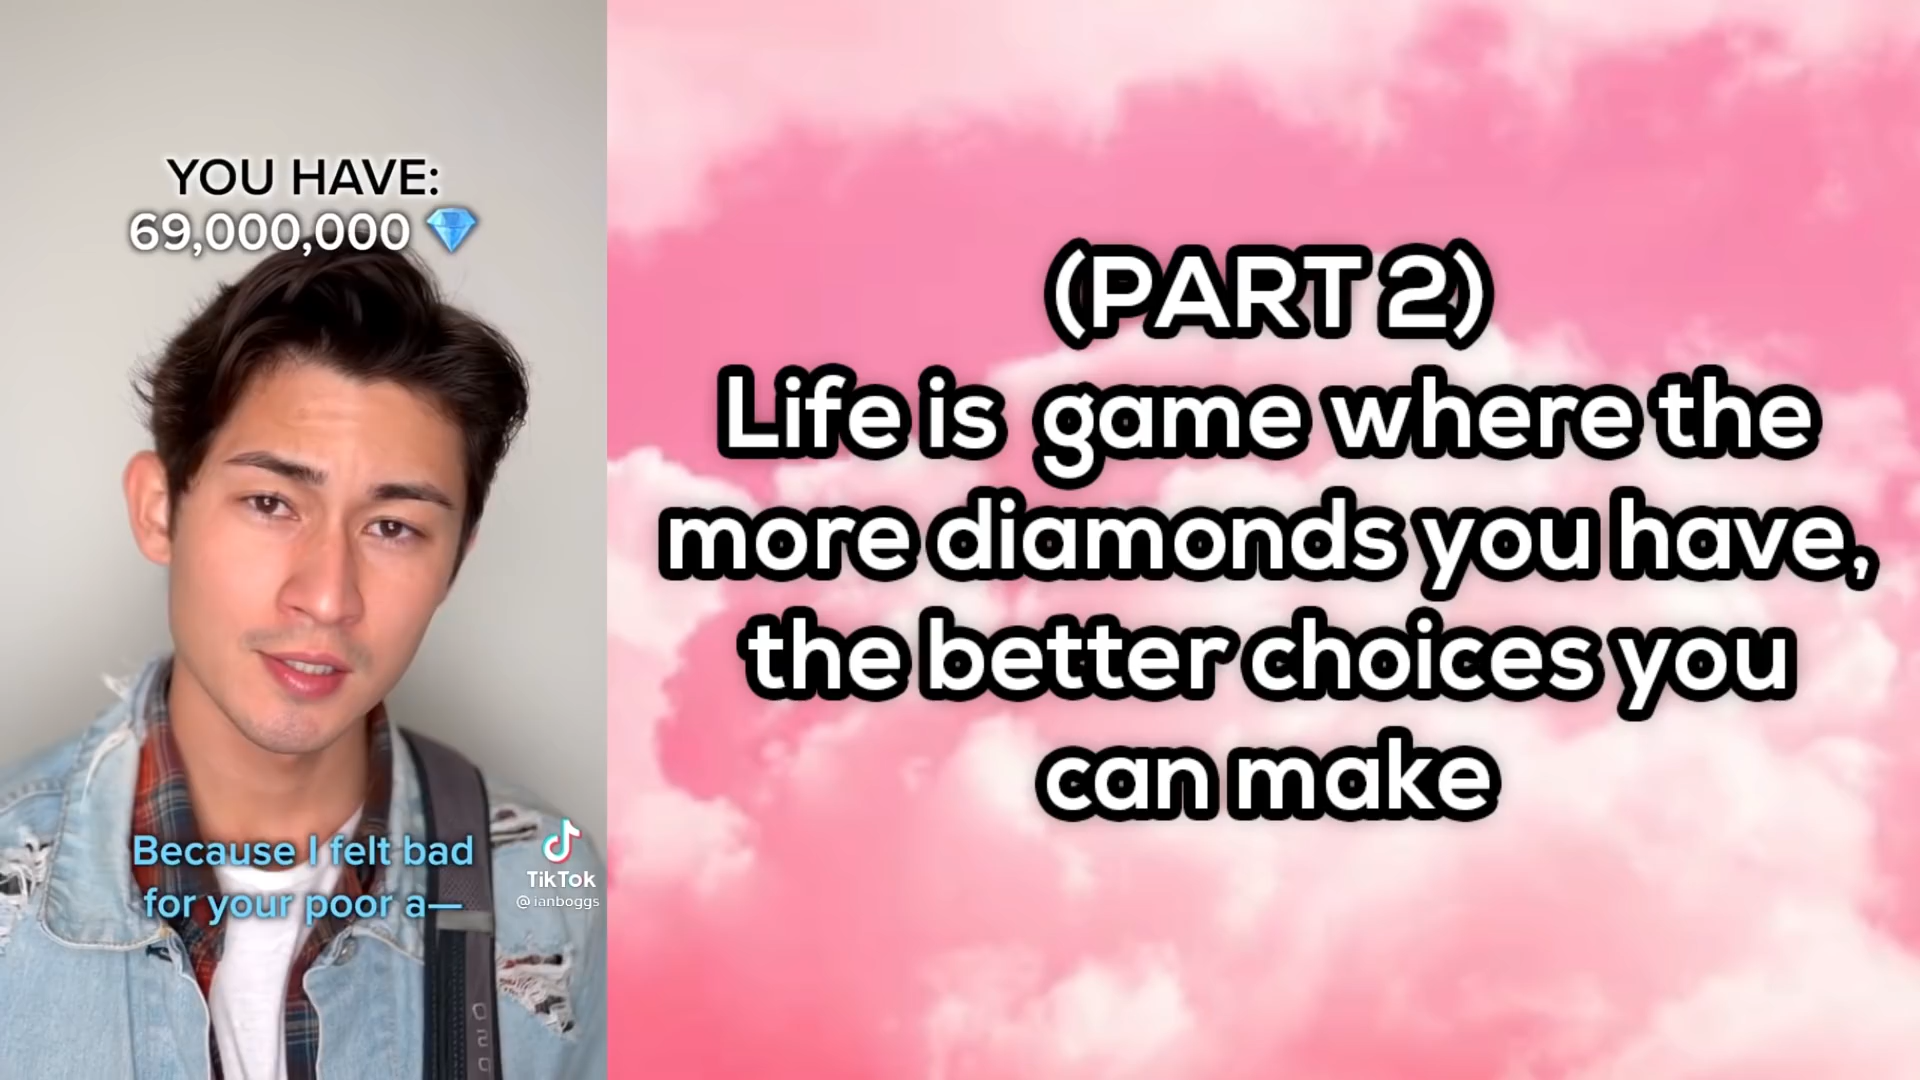 YOU HAVE:
69,000,000 💎
Because I felt bad
for your poor a—
TikTok
@ianboggs
(PART 2)
Life is game where the
more diamonds you have,
the better choices you
can make